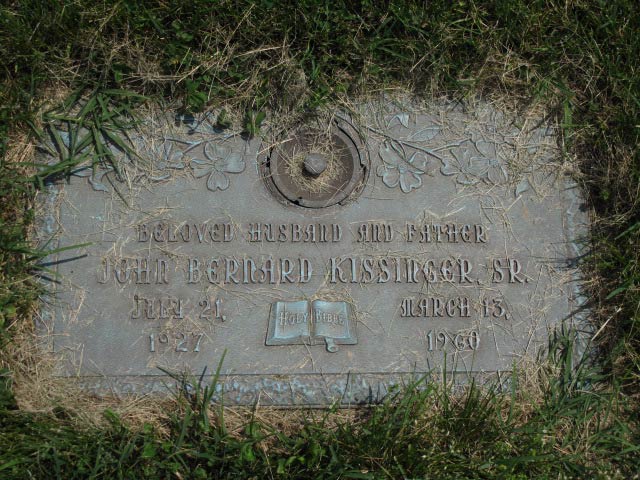 BELOVED HUSBAND AND FATHER
JOHN BERNARD KISSINGER, SR.
JULY 21,
1927
HOLY BIBLE
MARCH 13,
1960